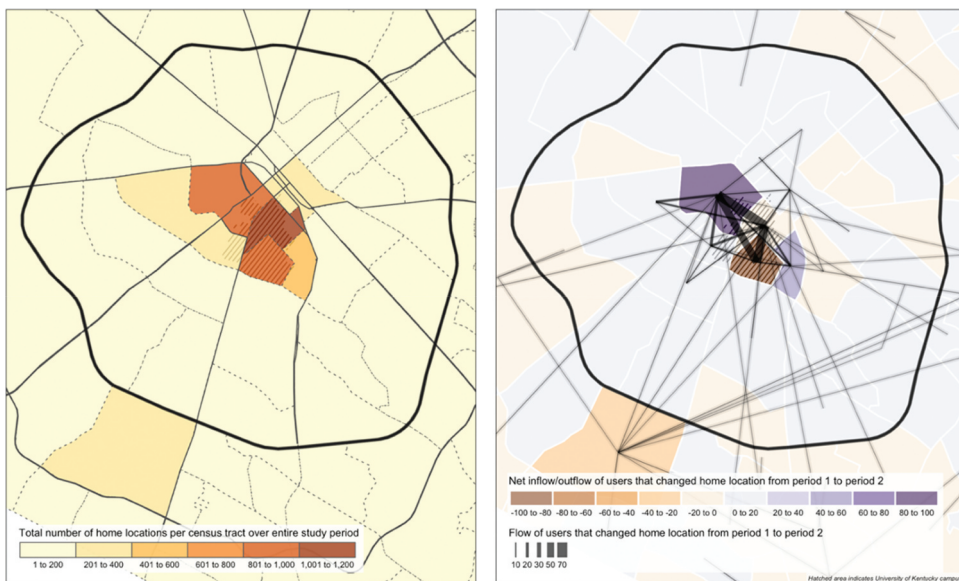 Total number of home locations per census tract over entire study period
1 to 200 201 to 400 401 to 600 601 to 800 801 to 1,000 1,001 to 1,200
Net inflow/outflow of users that changed home location from period 1 to period 2
-100 to -80 -80 to -60 -60 to -40 -40 to -20 -20 to 0 0 to 20 20 to 40 40 to 60 60 to 80 80 to 100
Flow of users that changed home location from period 1 to period 2
10 20 30 50 70
Hatched area indicates University of Kentucky campus